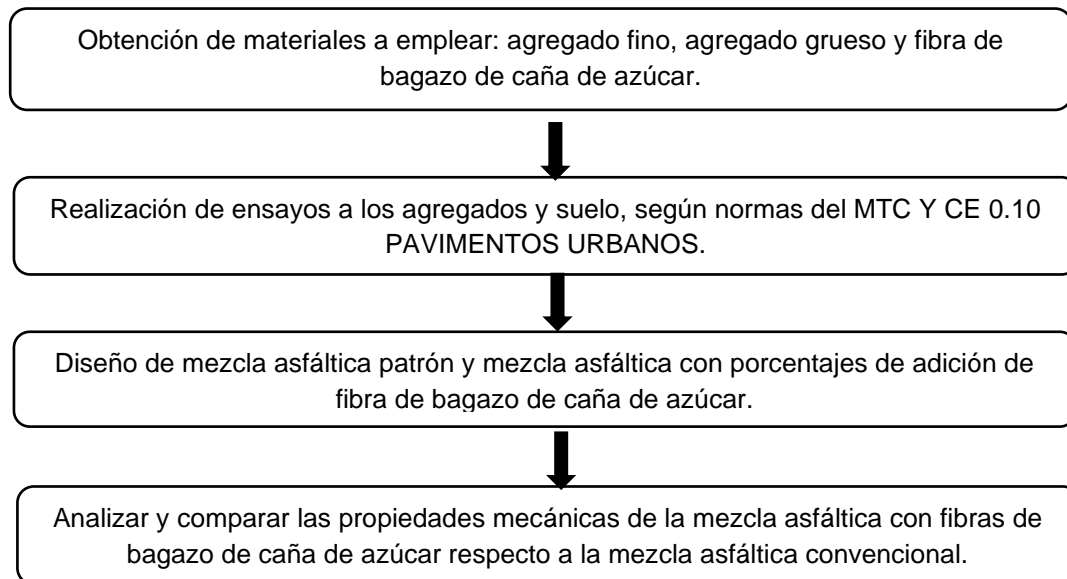 Obtención de materiales a emplear: agregado fino, agregado grueso y fibra de
bagazo de caña de azúcar.
Realización de ensayos a los agregados y suelo, según normas del MTC Y CE 0.10
PAVIMENTOS URBANOS.
Diseño de mezcla asfáltica patrón y mezcla asfáltica con porcentajes de adición de
fibra de bagazo de caña de azúcar.
Analizar y comparar las propiedades mecánicas de la mezcla asfáltica con fibras de
bagazo de caña de azúcar respecto a la mezcla asfáltica convencional.